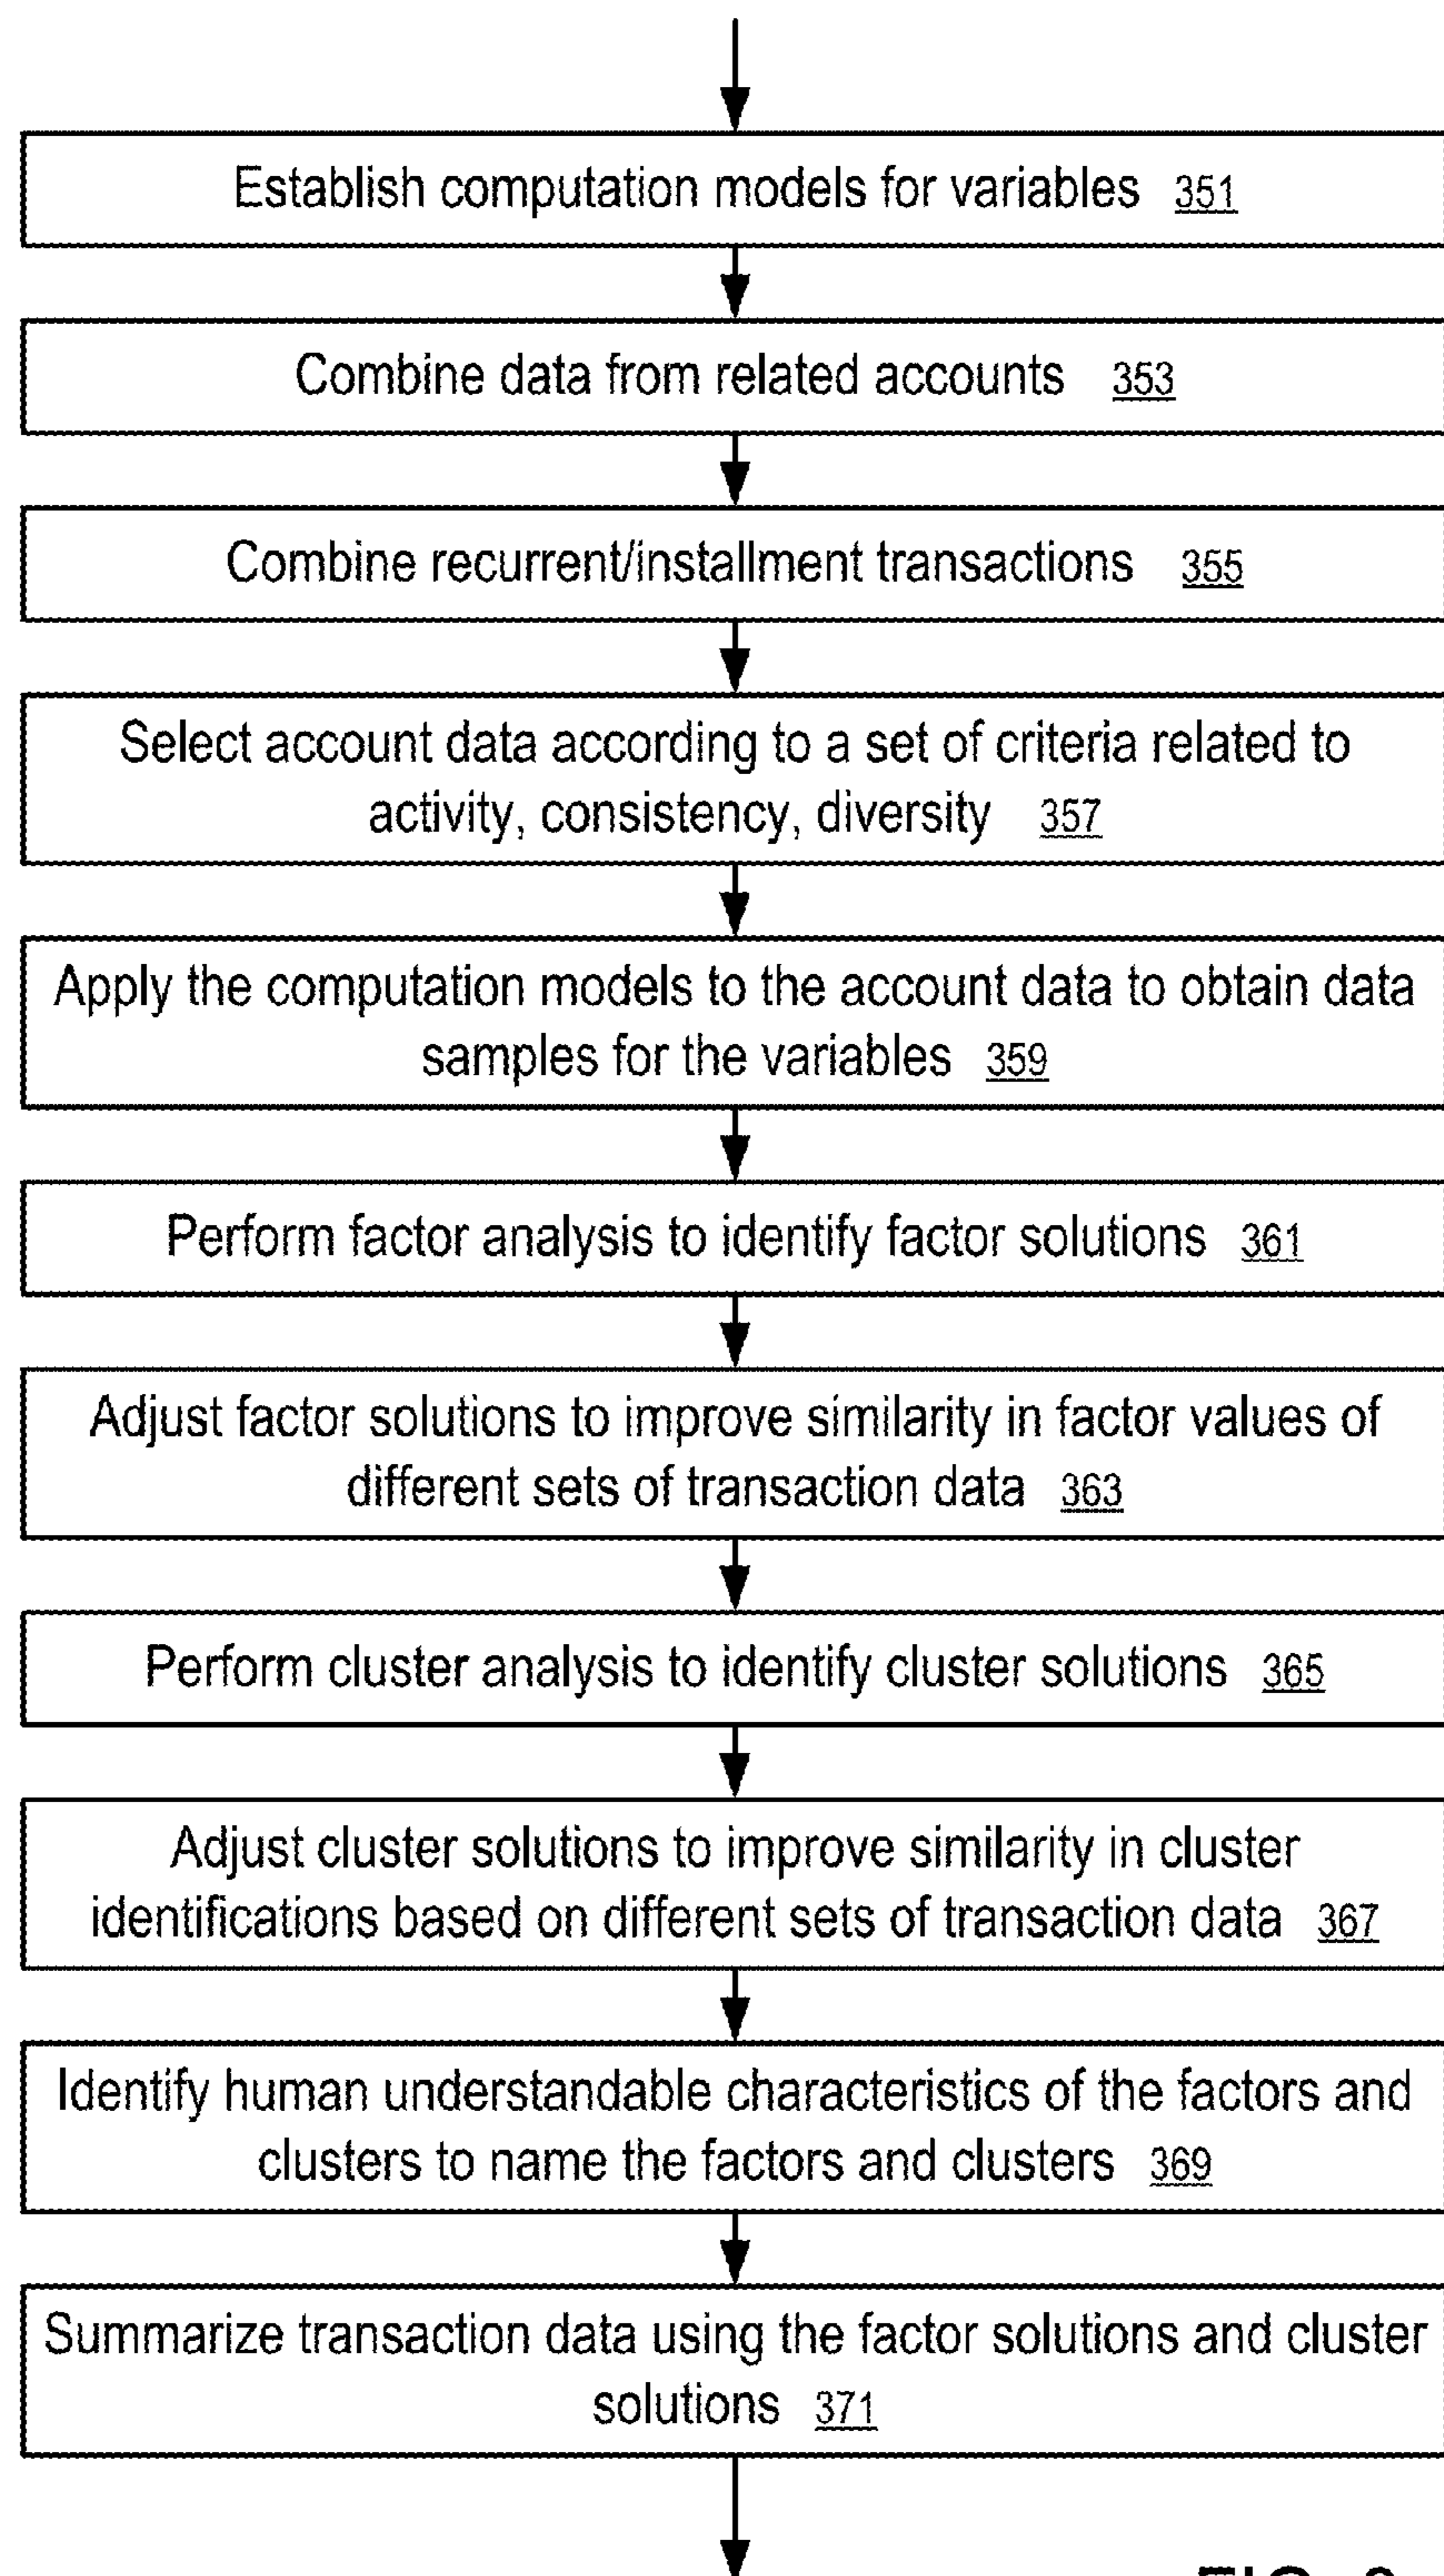 Establish computation models for variables 351
Combine data from related accounts 353
Combine recurrent/installment transactions 355
Select account data according to a set of criteria related to
activity, consistency, diversity 357
Apply the computation models to the account data to obtain data
samples for the variables 359
Perform factor analysis to identify factor solutions 361
Adjust factor solutions to improve similarity in factor values of
different sets of transaction data 363
Perform cluster analysis to identify cluster solutions 365
Adjust cluster solutions to improve similarity in cluster
identifications based on different sets of transaction data 367
Identify human understandable characteristics of the factors and
clusters to name the factors and clusters 369
Summarize transaction data using the factor solutions and cluster
solutions 371